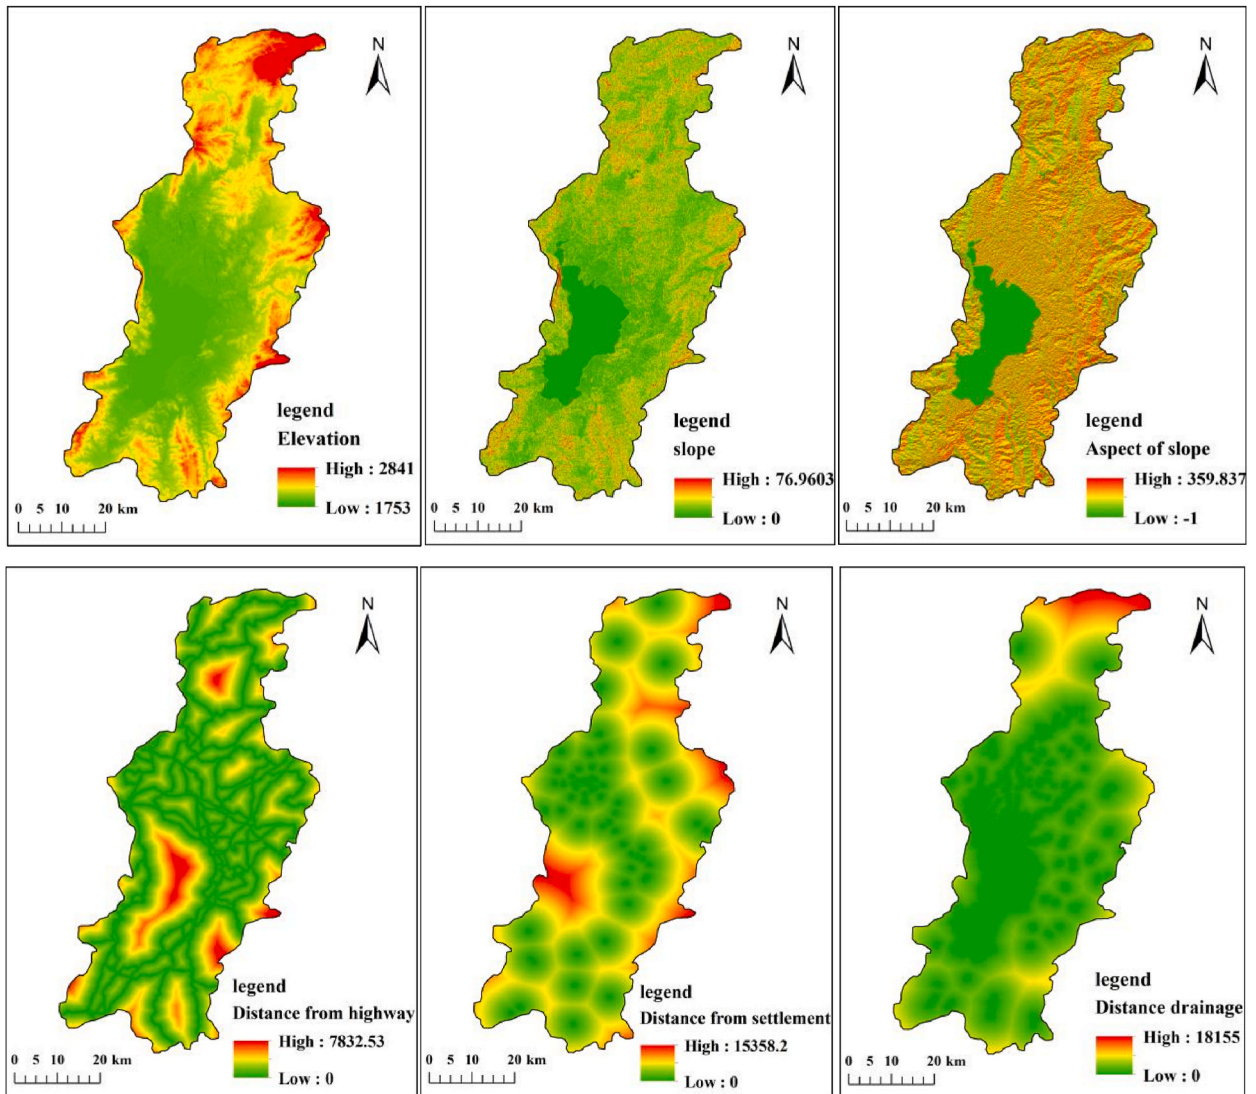 N
legend
Elevation
High : 2841
Low : 1753
0 5 10 20 km
N
legend
slope
High : 76.9603
Low : 0
0 5 10 20 km
N
legend
Aspect of slope
High : 359.837
Low : -1
0 5 10 20 km
N
legend
Distance from highway
High : 7832.53
Low : 0
0 5 10 20 km
N
legend
Distance from settlement
High : 15358.2
Low : 0
0 5 10 20 km
N
legend
Distance drainage
High : 18155
Low : 0
0 5 10 20 km